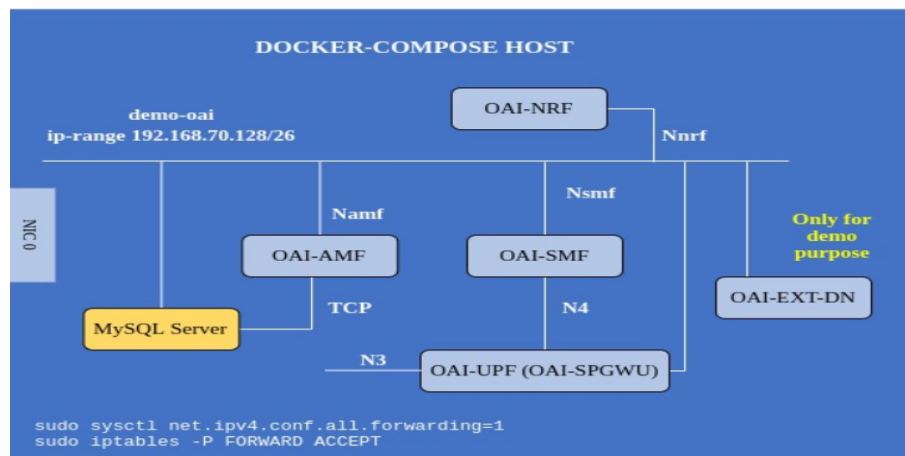 DOCKER-COMPOSE HOST
OAI-NRF
demo-oai
ip-range 192.168.70.128/26
Nnrf
Nsmf
Namf
Only for
demo
purpose
NIC 0
OAI-AMF
OAI-SMF
OAI-EXT-DN
TCP
N4
MySQL Server
N3
OAI-UPF (OAI-SPGWU)
sudo sysctl net.ipv4.conf.all.forwarding=1
sudo iptables -P FORWARD ACCEPT